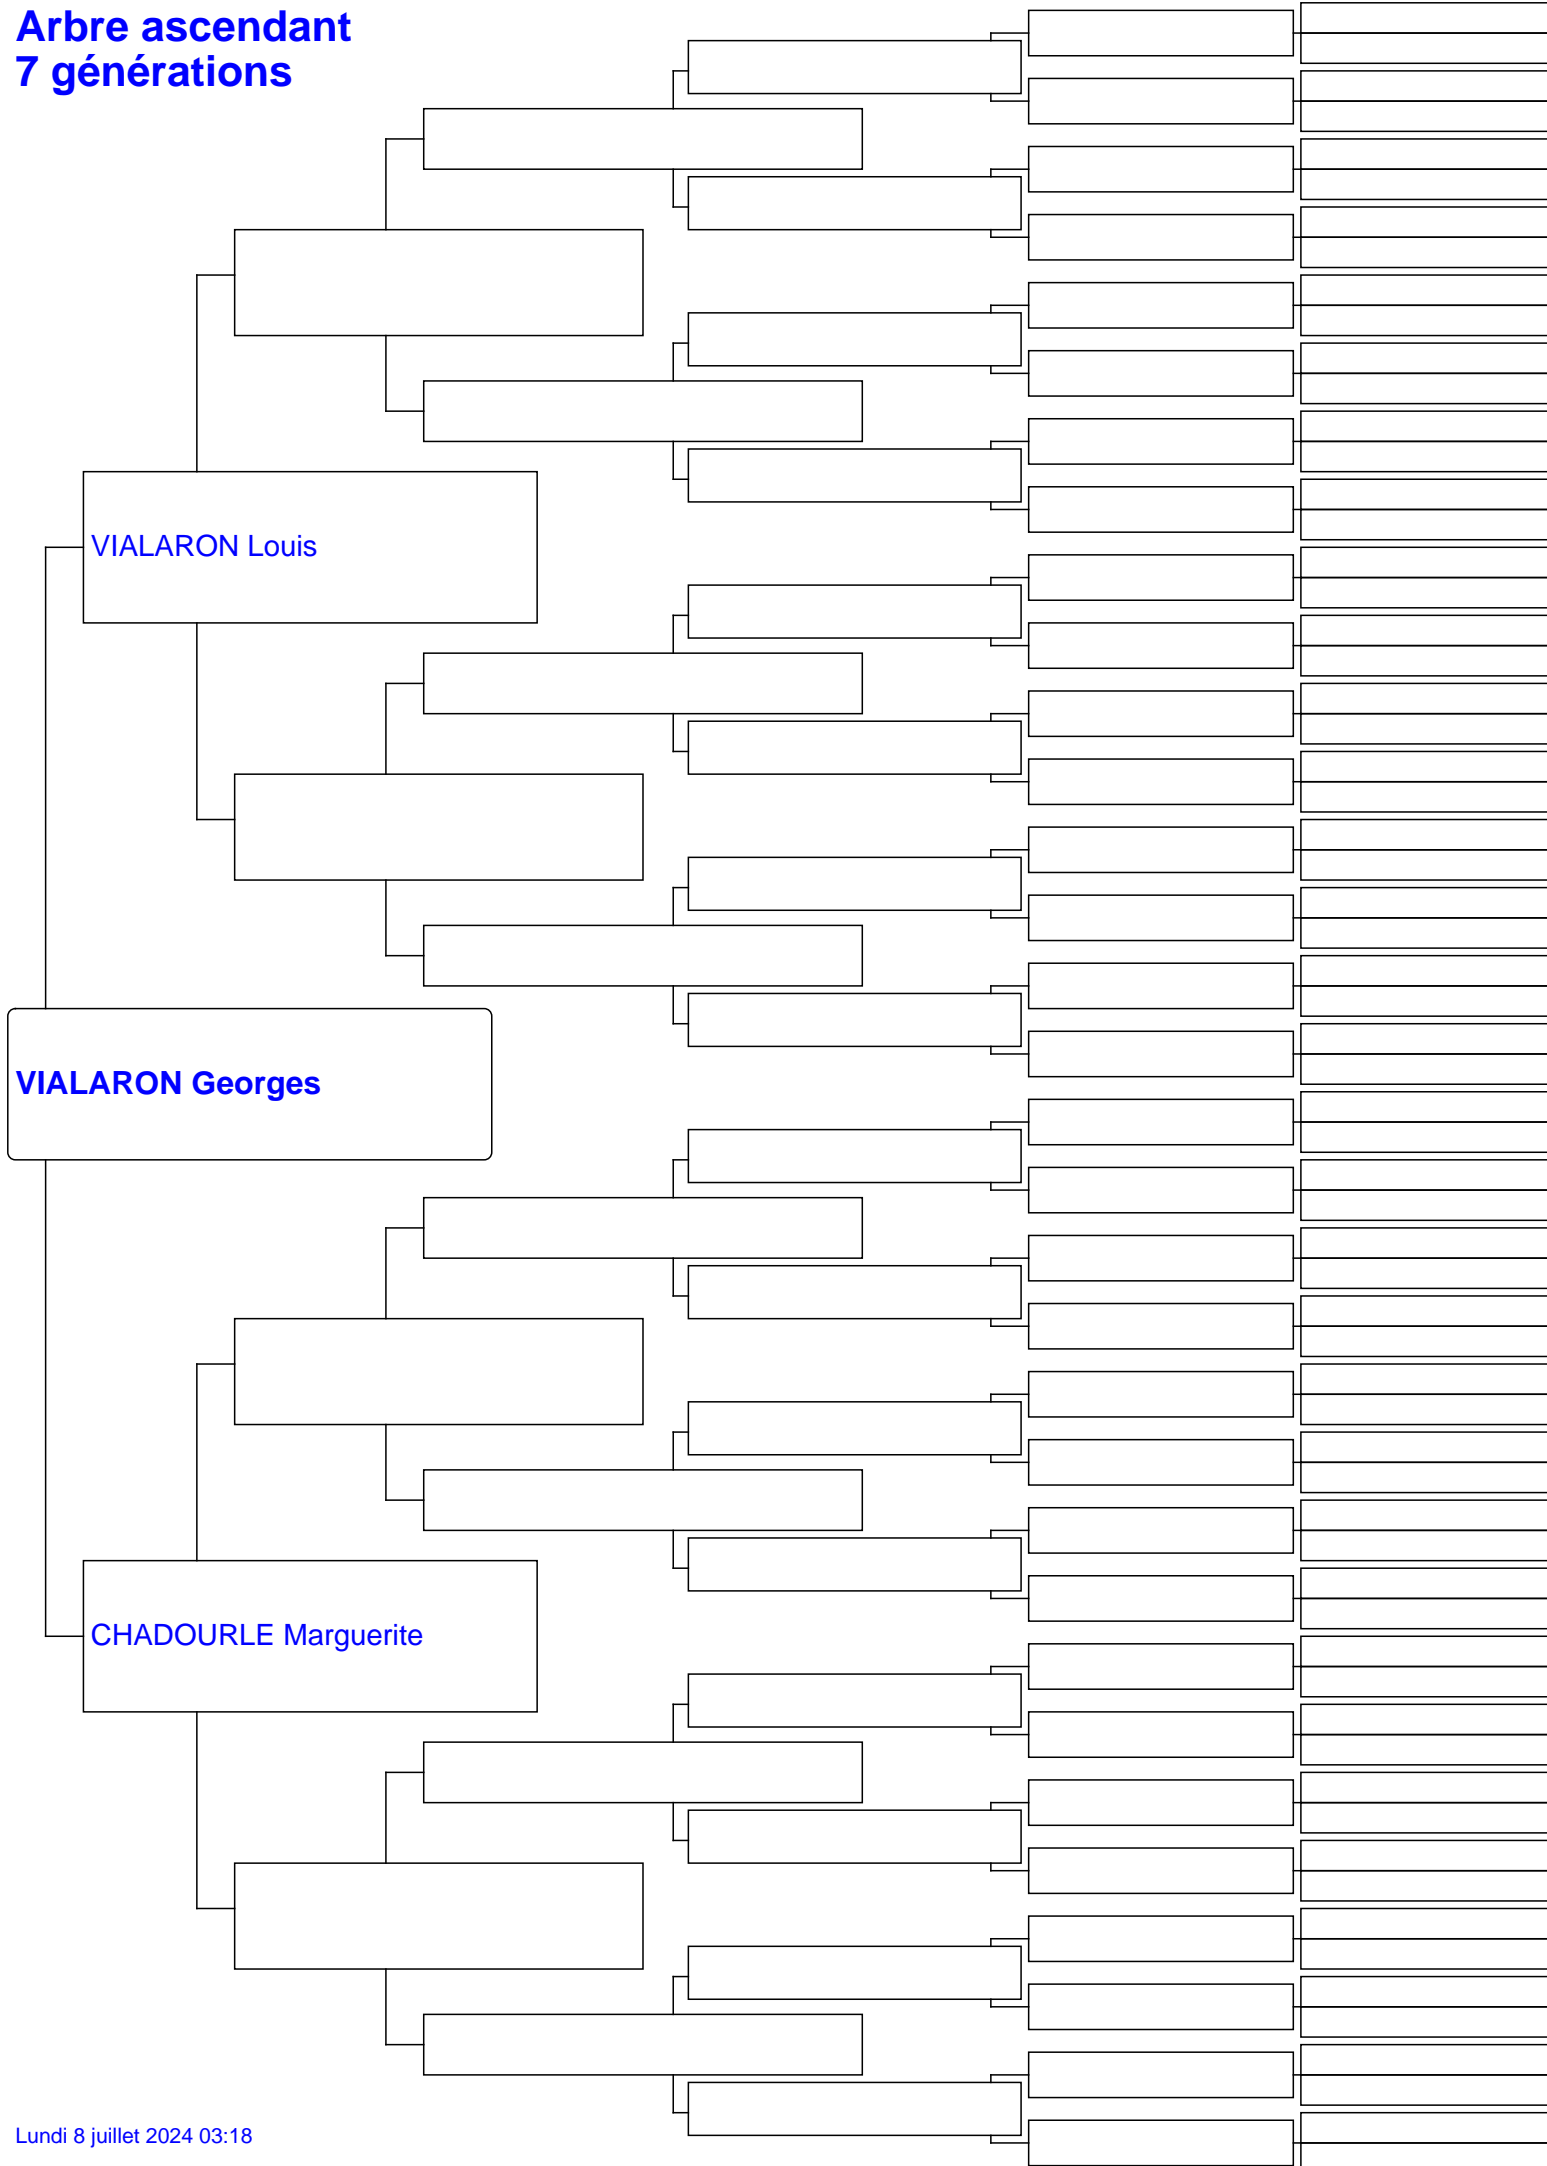 Arbre ascendant
7 générations
VIALARON Louis
VIALARON Georges
CHADOURLE Marguerite
Lundi 8 juillet 2024 03:18